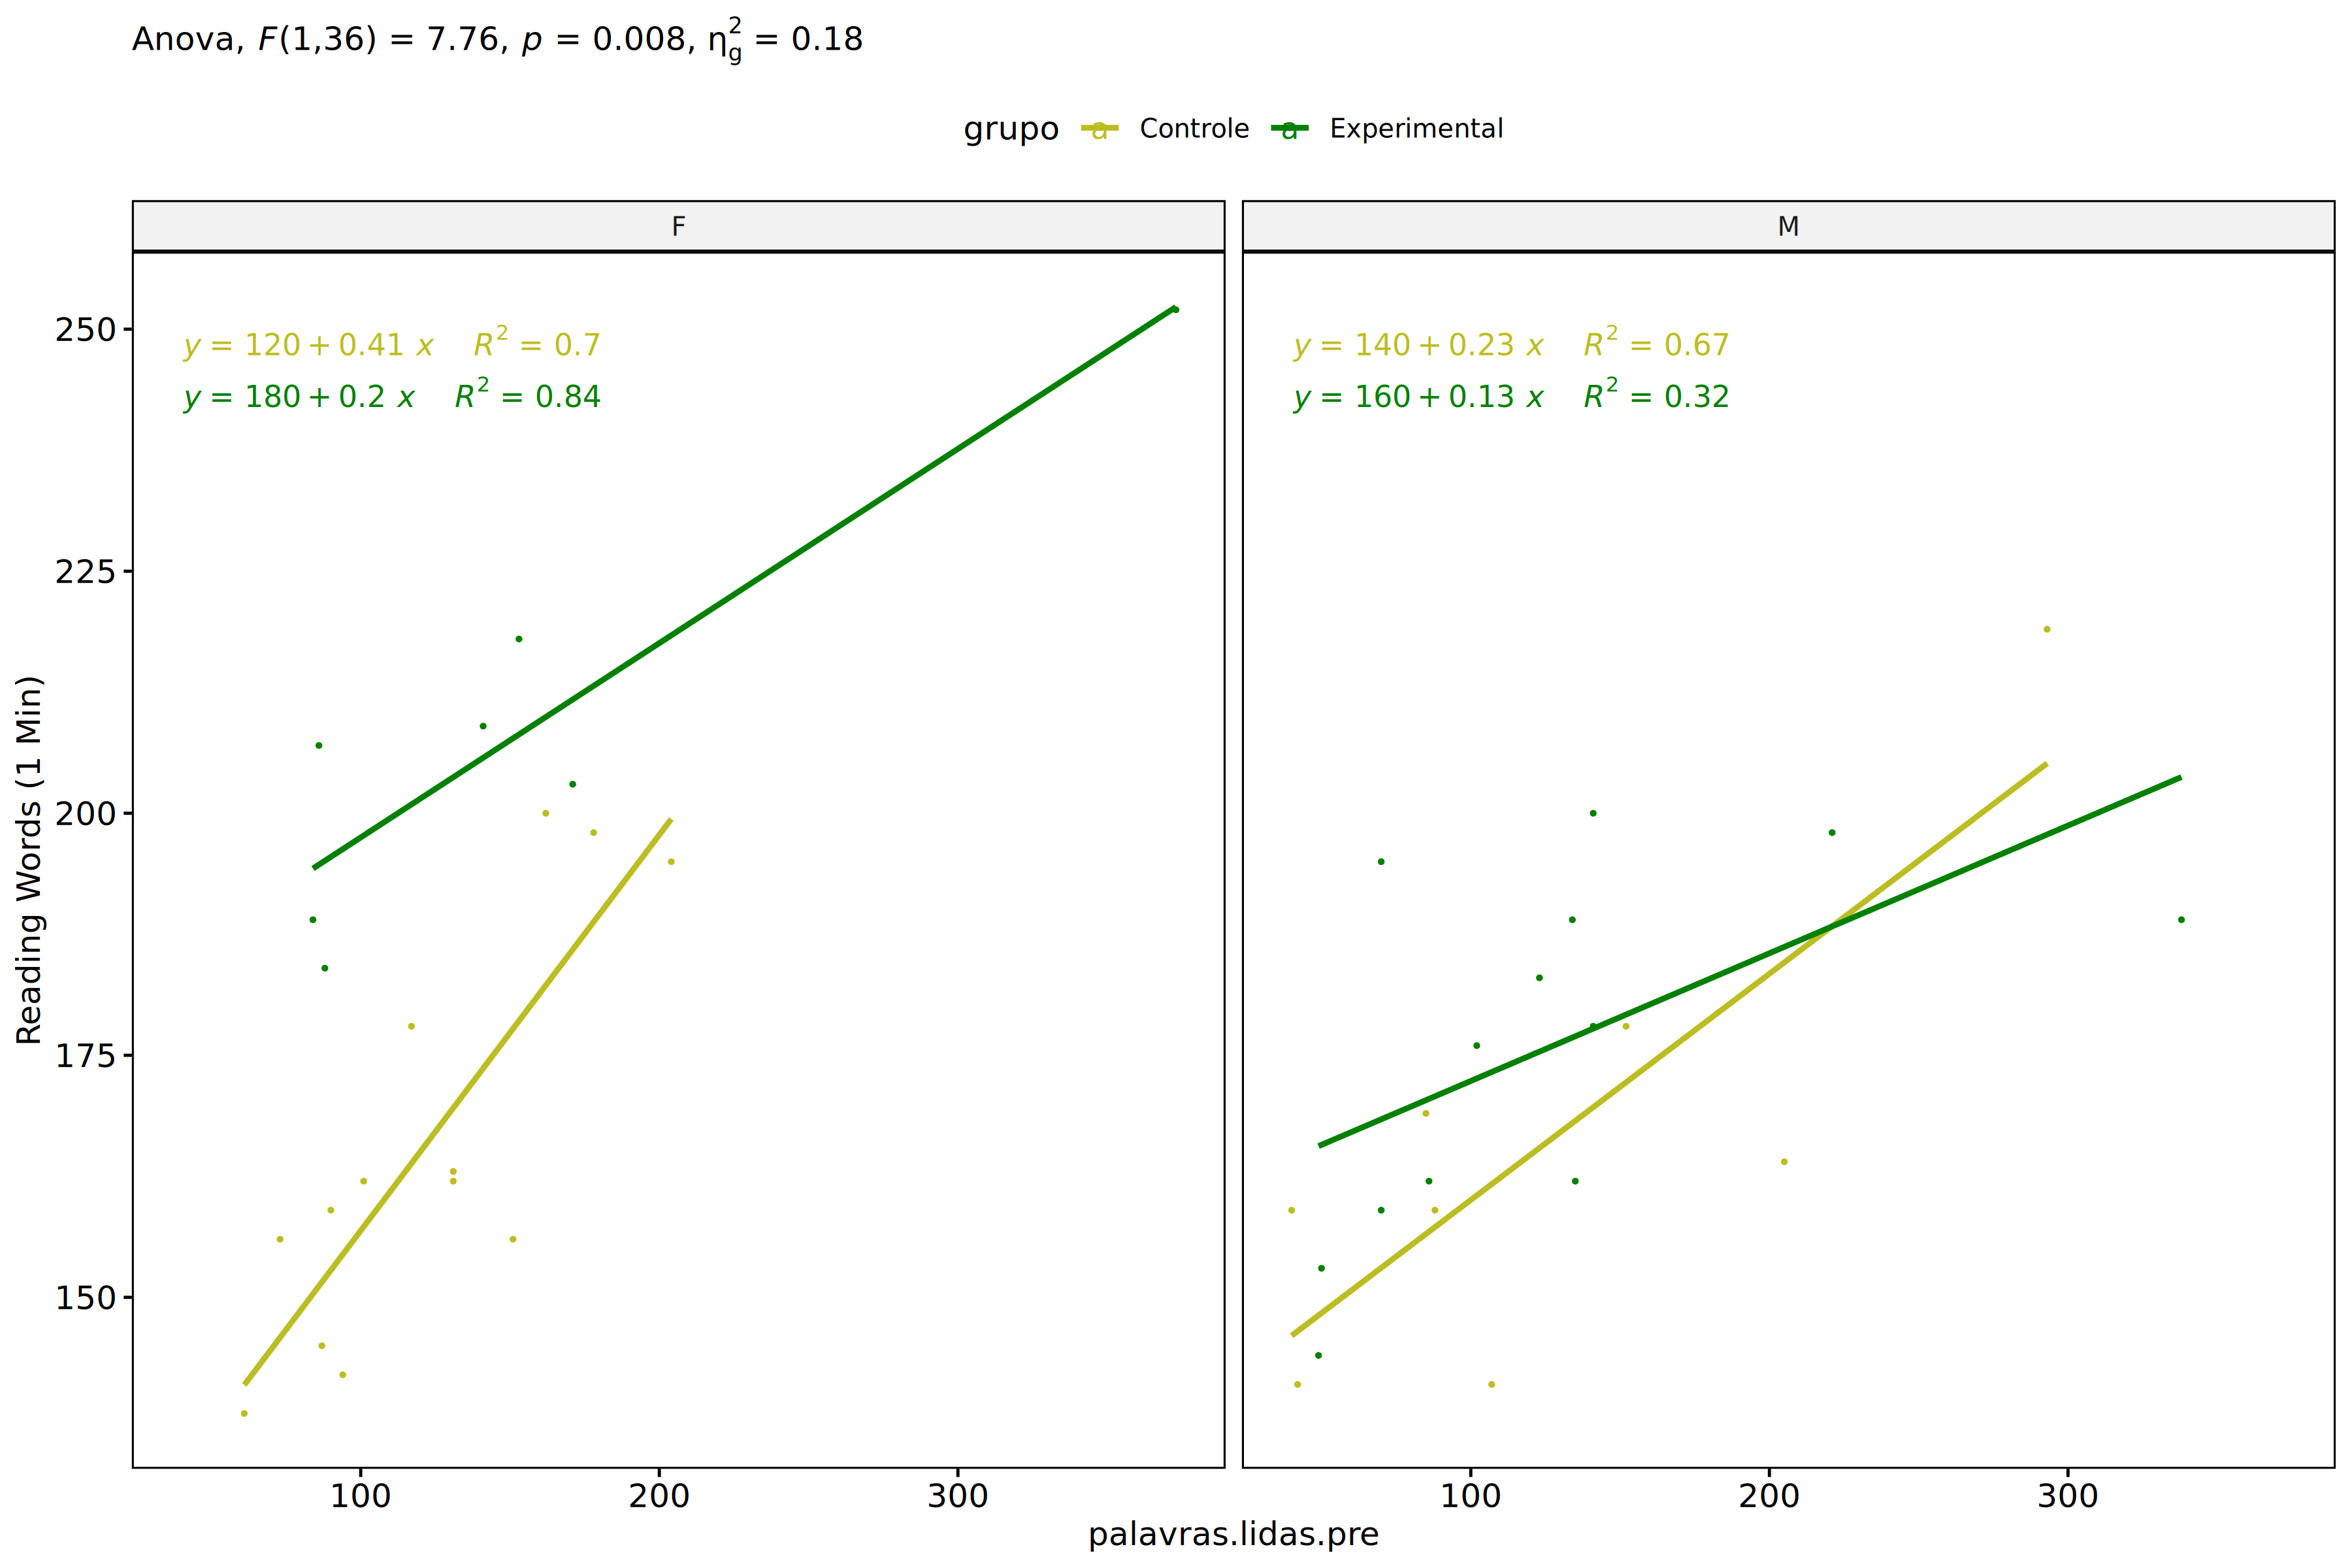 Anova, F(1,36) = 7.76, p = 0.008, η²g = 0.18
grupo a Controle a Experimental
F
M
y = 120 + 0.41 x R² = 0.7
y = 180 + 0.2 x R² = 0.84
y = 140 + 0.23 x R² = 0.67
y = 160 + 0.13 x R² = 0.32
250
225
200
175
150
Reading Words (1 Min)
100 200 300
100 200 300
palavras.lidas.pre